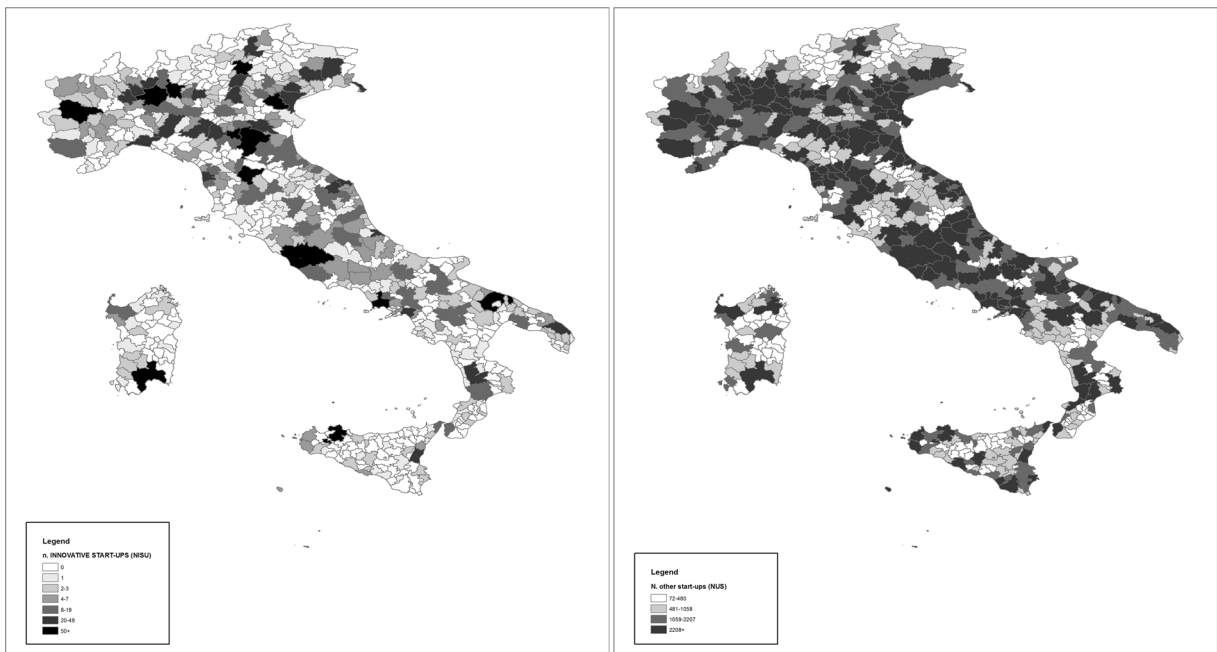 Legend
n. INNOVATIVE START-UPS (NISU)
0
1
2-3
4-7
8-19
20-49
50+
Legend
N. other start-ups (NUS)
72-480
481-1058
1059-2207
2208+